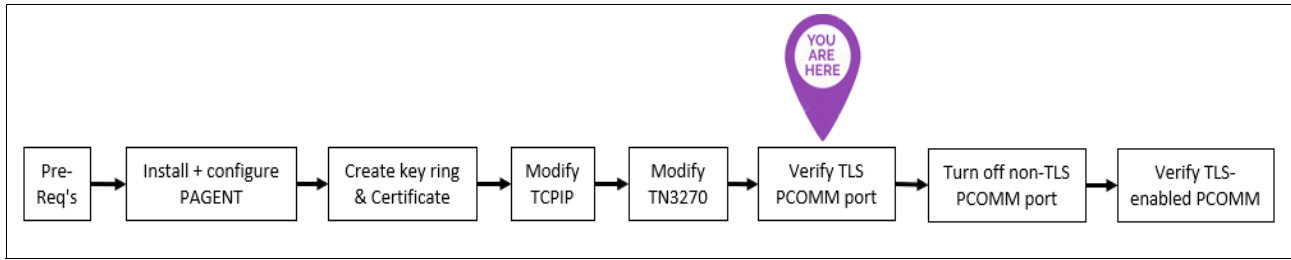 YOU
ARE
HERE
Pre-
Req's
Install + configure
PAGENT
Create key ring
& Certificate
Modify
TCPIP
Modify
TN3270
Verify TLS
PCOMM port
Turn off non-TLS
PCOMM port
Verify TLS-
enabled PCOMM